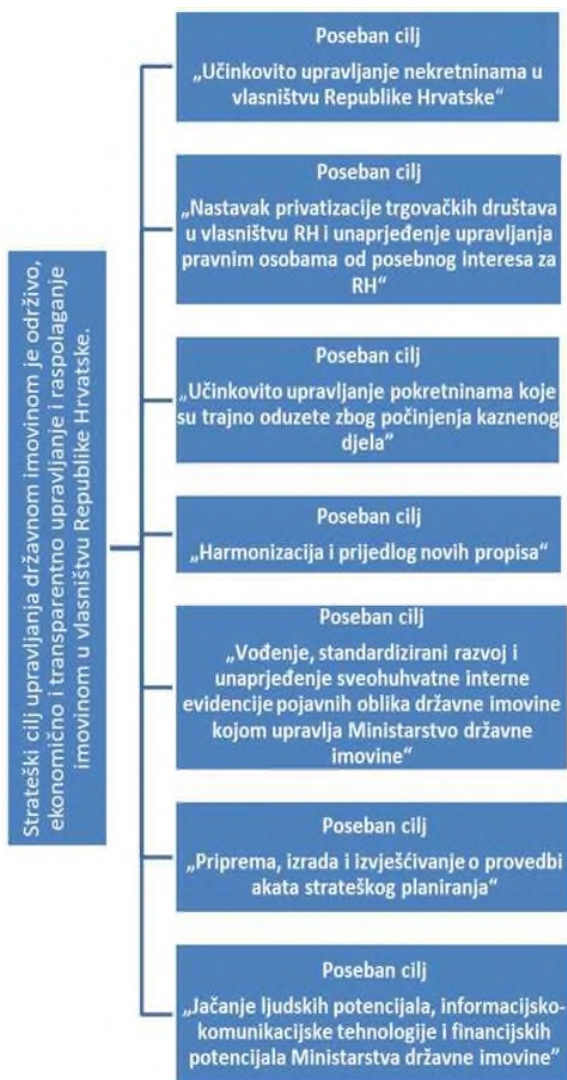 Strateški cilj upravljanja državnom imovinom je održivo,
ekonomično i transparentno upravljanje i raspolaganje
imovinom u vlasništvu Republike Hrvatske.
Poseban cilj
„Učinkovito upravljanje nekretninama u
vlasništvu Republike Hrvatske“
Poseban cilj
„Nastavak privatizacije trgovačkih društava
u vlasništvu RH i unaprjeđenje upravljanja
pravnim osobama od posebnog interesa za
RH“
Poseban cilj
„Učinkovito upravljanje pokretninama koje
su trajno oduzete zbog počinjenja kaznenog
djela”
Poseban cilj
„Harmonizacija i prijedlog novih propisa“
Poseban cilj
„Vođenje, standardizirani razvoj i
unaprjeđenje sveohuhvatne interne
evidencije pojavnih oblika državne imovine
kojom upravlja Ministarstvo državne
imovine“
Poseban cilj
„Priprema, izrada i izvješćivanje o provedbi
akata strateškog planiranja“
Poseban cilj
„Jačanje ljudskih potencijala, informacijsko-
komunikacijske tehnologije i financijskih
potencijala Ministarstva državne imovine”